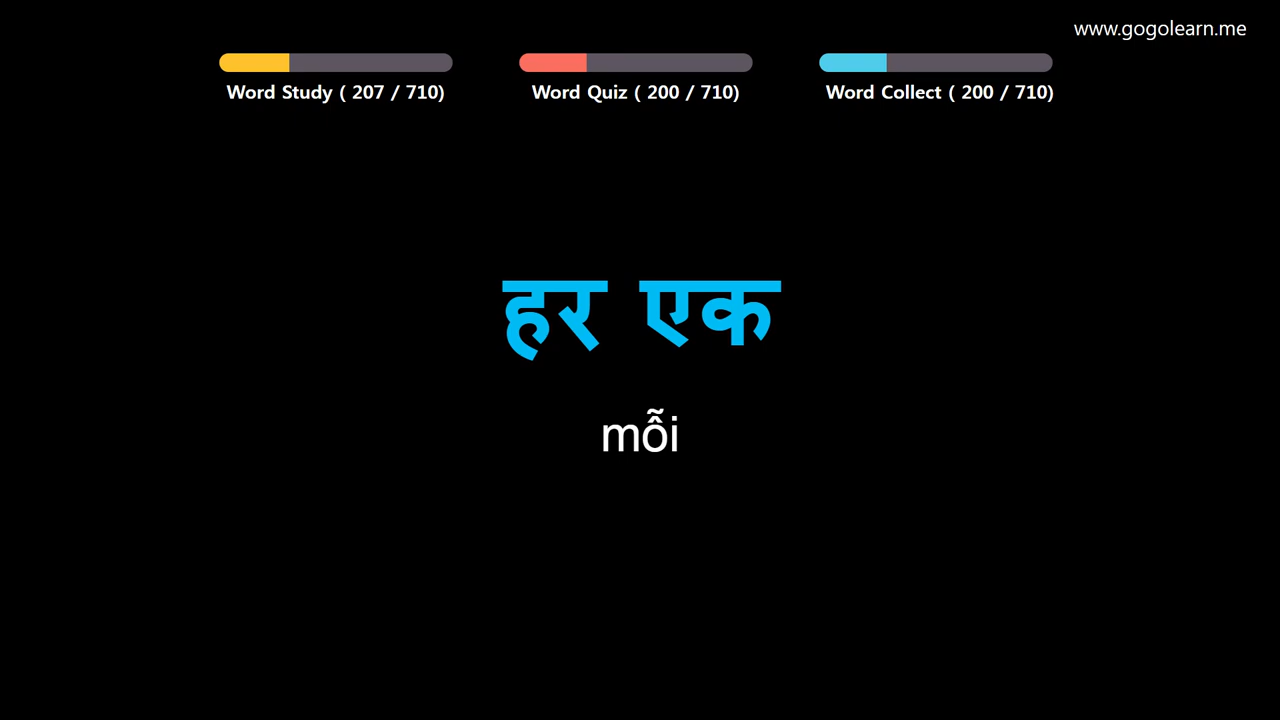 www.gogolearn.me
Word Study ( 207 / 710)
Word Quiz ( 200 / 710)
Word Collect ( 200 / 710)
हर एक
mỗi